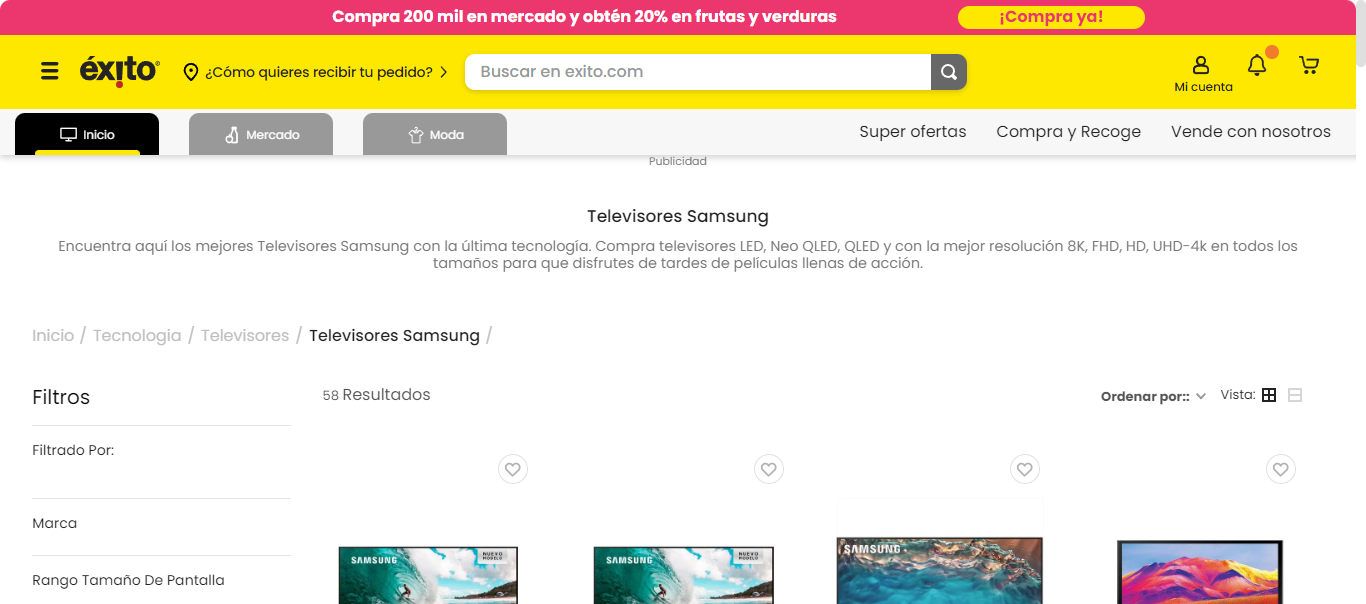 Compra 200 mil en mercado y obtén 20% en frutas y verduras
¡Compra ya!
éxito
¿Cómo quieres recibir tu pedido?
Buscar en exito.com
Mi cuenta
Inicio
Mercado
Moda
Super ofertas
Compra y Recoge
Vende con nosotros
Publicidad
Televisores Samsung
Encuentra aquí los mejores Televisores Samsung con la última tecnología. Compra televisores LED, Neo QLED, QLED y con la mejor resolución 8K, FHD, HD, UHD-4k en todos los
tamaños para que disfrutes de tardes de películas llenas de acción.
Inicio / Tecnologia / Televisores / Televisores Samsung /
Filtros
58 Resultados
Ordenar por::
Vista:
Filtrado Por:
Marca
Rango Tamaño De Pantalla
SAMSUNG
NUEVO
MODELO
SAMSUNG
NUEVO
MODELO
SAMSUNG